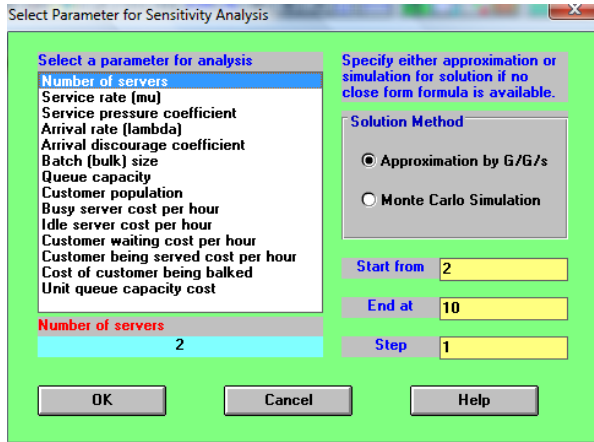 Select Parameter for Sensitivity Analysis
Select a parameter for analysis
Number of servers
Service rate (mu)
Service pressure coefficient
Arrival rate (lambda)
Arrival discourage coefficient
Batch (bulk) size
Queue capacity
Customer population
Busy server cost per hour
Idle server cost per hour
Customer waiting cost per hour
Customer being served cost per hour
Cost of customer being balked
Unit queue capacity cost
Number of servers
2
Specify either approximation or
simulation for solution if no
close form formula is available.
Solution Method
Approximation by G/G/s
Monte Carlo Simulation
Start from 2
End at 10
Step 1
OK Cancel Help